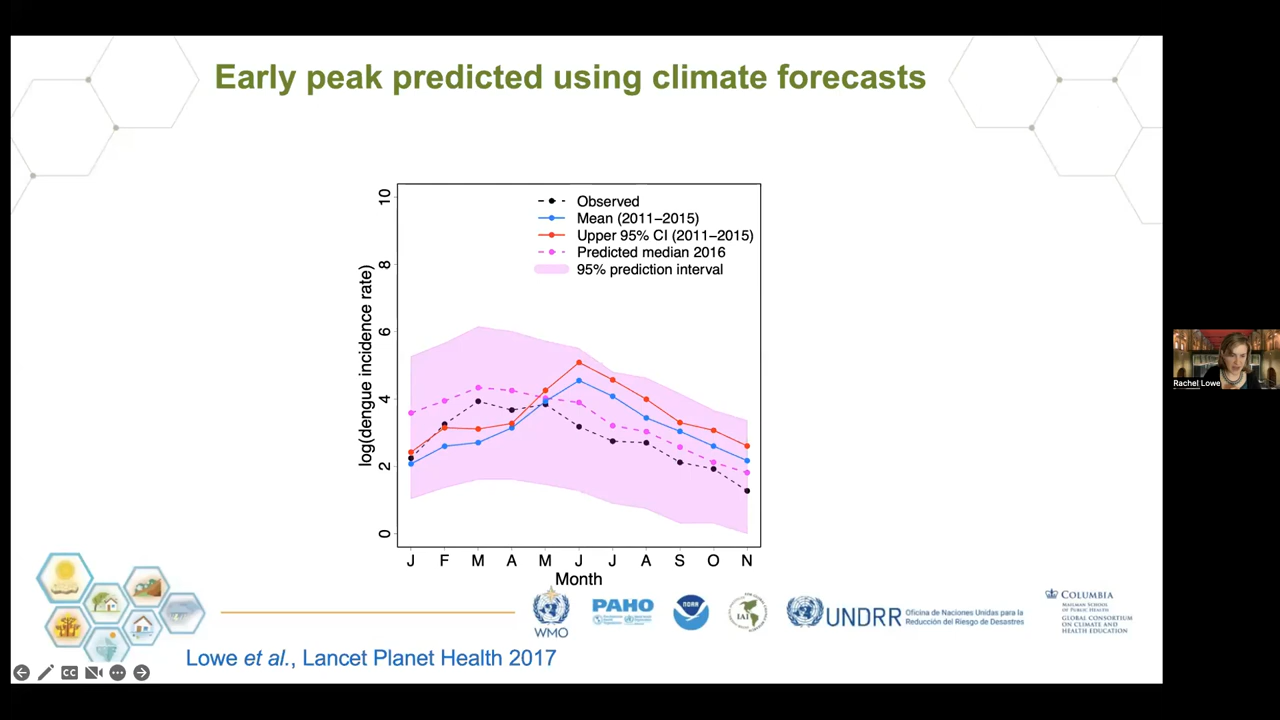 Early peak predicted using climate forecasts
Observed
Mean (2011–2015)
Upper 95% CI (2011–2015)
Predicted median 2016
95% prediction interval
log(dengue incidence rate)
10
8
6
4
2
0
J F M A M J J A S O N
Month
WMO
PAHO
NOAA
IAI
UNDRR
Oficina de Naciones Unidas para la
Reducción del Riesgo de Desastres
COLUMBIA
MAILMAN SCHOOL
OF PUBLIC HEALTH
GLOBAL CONSORTIUM
ON CLIMATE AND
HEALTH EDUCATION
Lowe et al., Lancet Planet Health 2017
CC
Rachel Lowe